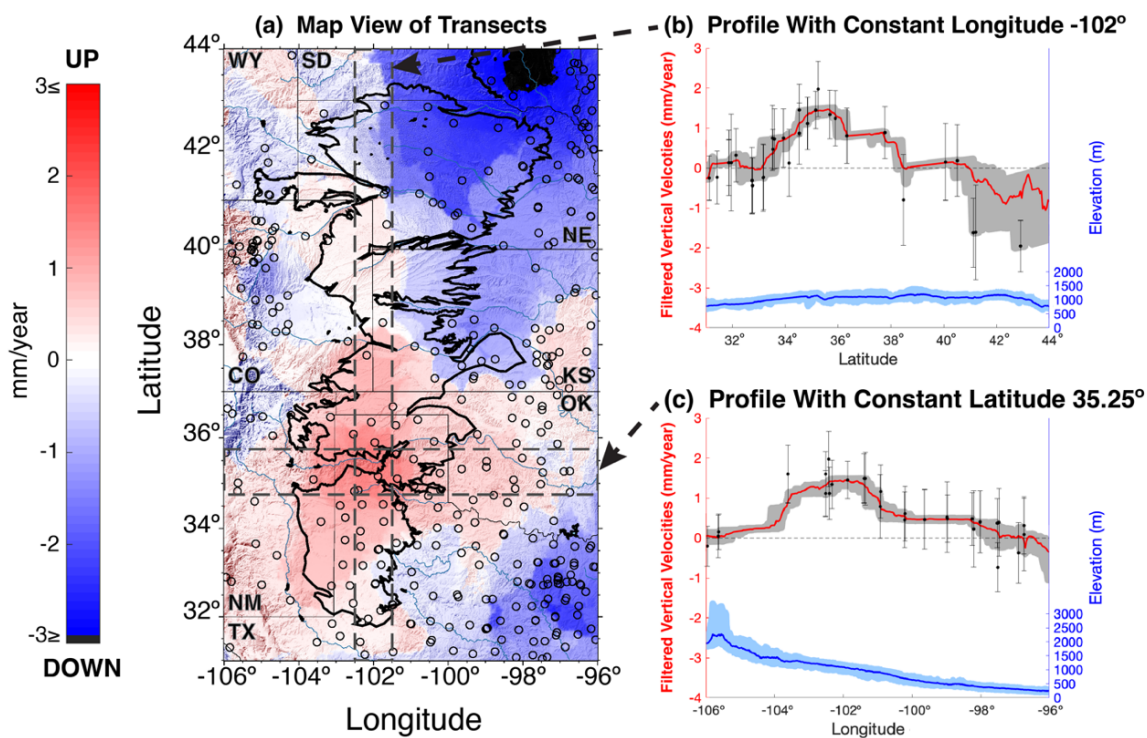 UP
3≤
2
1
0
-1
-2
-3≥
DOWN
mm/year
(a) Map View of Transects
44°
42°
40°
38°
36°
34°
32°
Latitude
WY
SD
NE
CO
KS
OK
NM
TX
-106 -104 -102 -100 -98° -96°
Longitude
(b) Profile With Constant Longitude -102°
Filtered Vertical Velcoties (mm/year)
3
2
1
0
-1
-2
-3
-4
Elevation (m)
2000
1500
1000
500
0
32° 34° 36° 38° 40° 42° 44°
Latitude
(c) Profile With Constant Latitude 35.25°
Filtered Vertical Velocities (mm/year)
3
2
1
0
-1
-2
-3
-4
Elevation (m)
3000
2500
2000
1500
1000
500
0
-106° -104° -102° -100° -98° -96°
Longitude